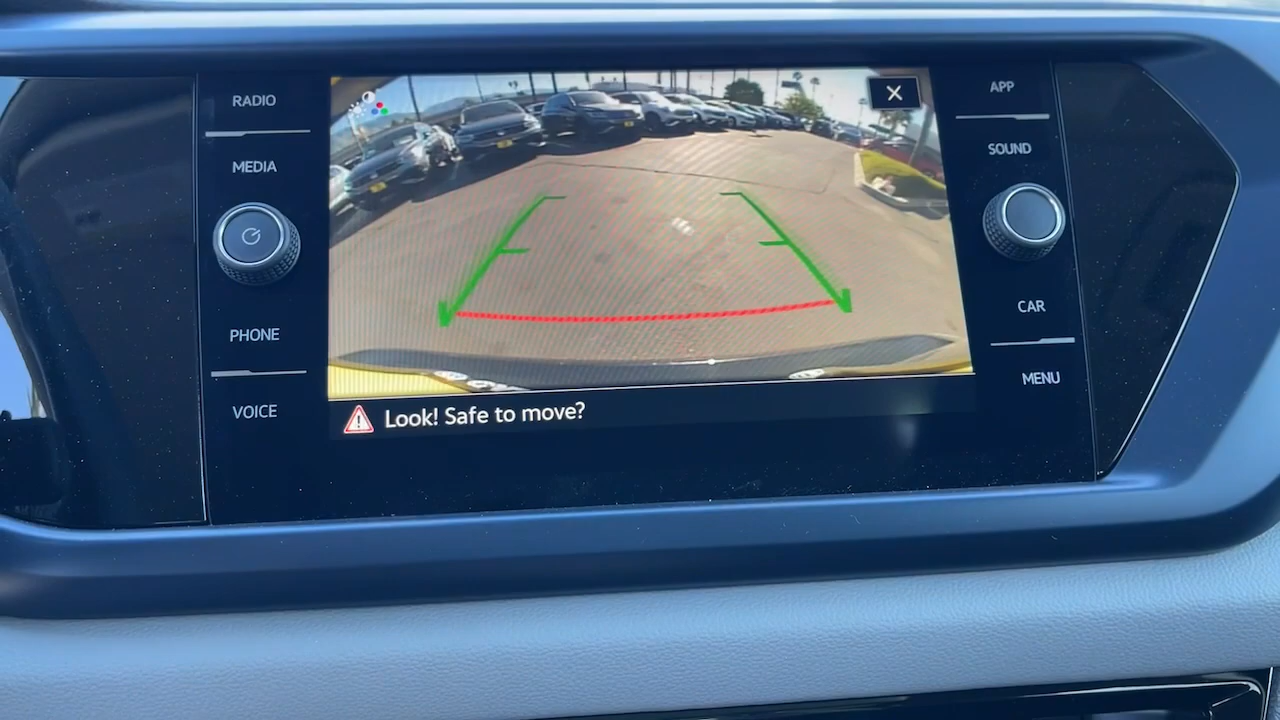 RADIO
MEDIA
PHONE
VOICE
APP
SOUND
CAR
MENU
Look! Safe to move?